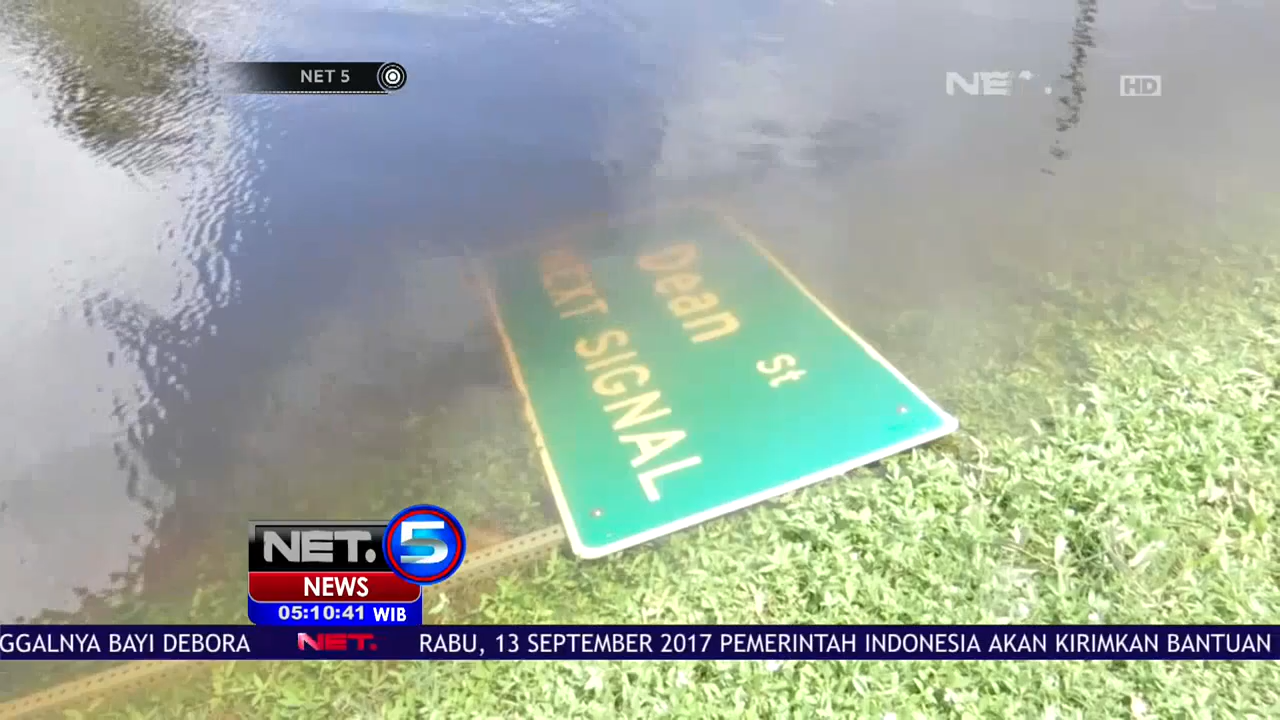 NET 5
NET.
HD
Dean st
NEXT SIGNAL
NET. 5
NEWS
05:10:41 WIB
GGALNYA BAYI DEBORA NET. RABU, 13 SEPTEMBER 2017 PEMERINTAH INDONESIA AKAN KIRIMKAN BANTUAN